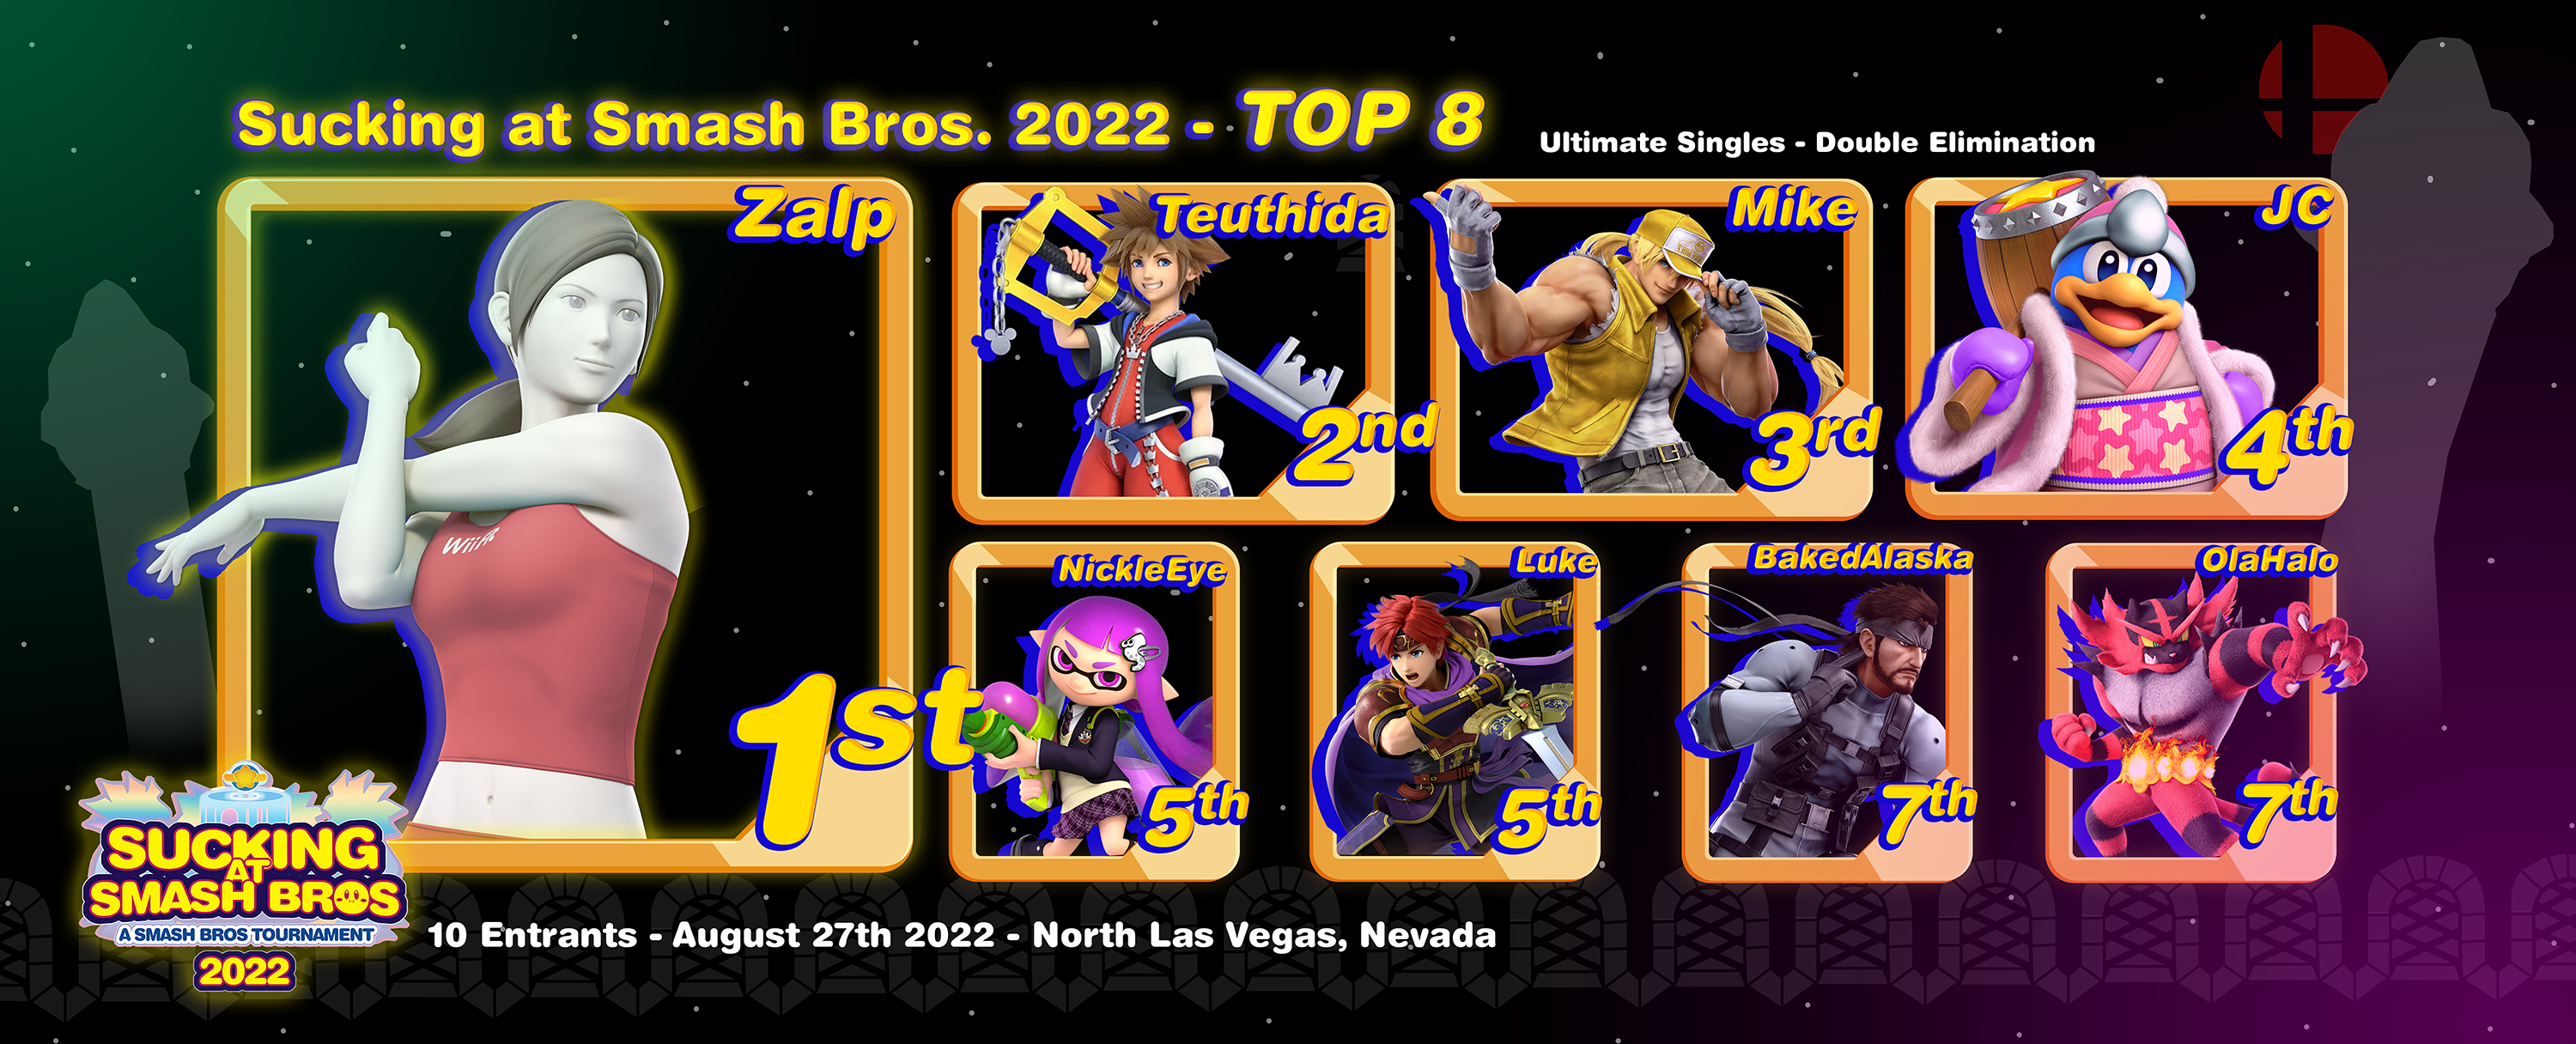 Sucking at Smash Bros. 2022 - TOP 8
Ultimate Singles - Double Elimination
Zalp
1st
Wii Fit
Teuthida
2nd
Mike
3rd
JC
4th
NickleEye
5th
Luke
5th
BakedAlaska
7th
OlaHalo
7th
SUCKING
AT
SMASH BROS
A SMASH BROS TOURNAMENT
2022
10 Entrants - August 27th 2022 - North Las Vegas, Nevada